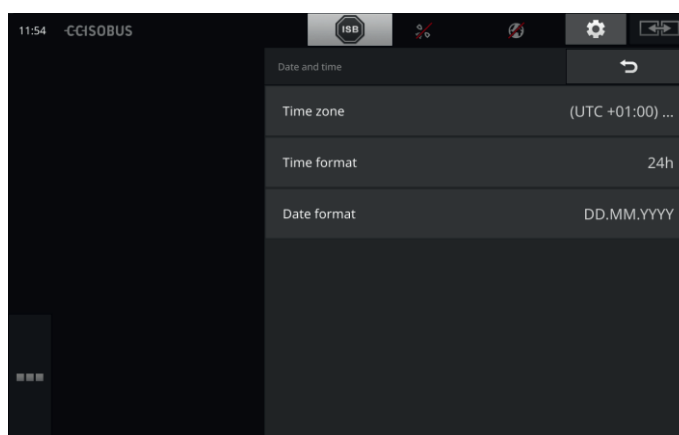 11:54 CCISOBUS ISB
Date and time
Time zone (UTC +01:00) ...
Time format 24h
Date format DD.MM.YYYY